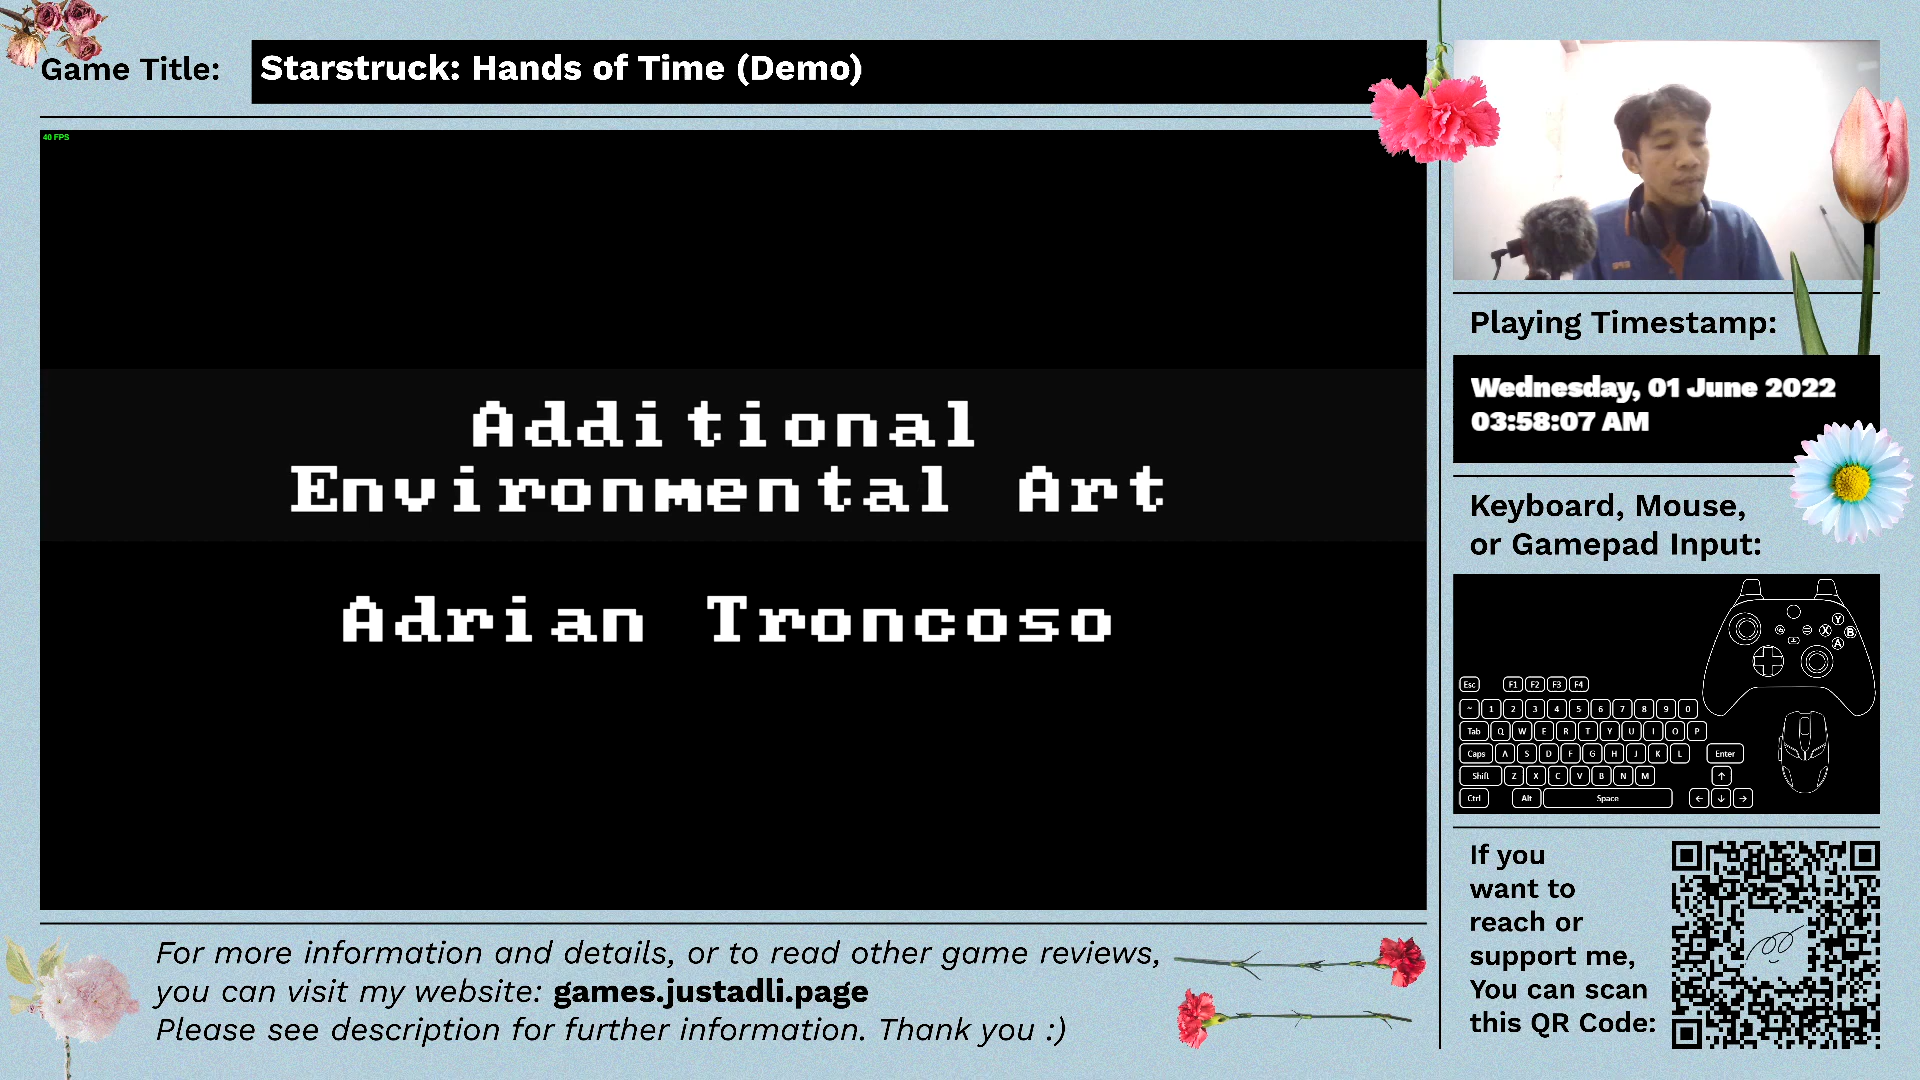 Game Title:
Starstruck: Hands of Time (Demo)
40 FPS
Additional
Environmental Art
Adrian Troncoso
Playing Timestamp:
Wednesday, 01 June 2022
03:58:07 AM
Keyboard, Mouse,
or Gamepad Input:
Y
X B
A
Esc F1 F2 F3 F4
~ 1 2 3 4 5 6 7 8 9 0
Tab Q W E R T Y U I O P
Caps A S D F G H J K L Enter
Shift Z X C V B N M ↑
Ctrl Alt Space ← ↓ →
If you
want to
reach or
support me,
You can scan
this QR Code:
For more information and details, or to read other game reviews,
you can visit my website: games.justadli.page
Please see description for further information. Thank you :)